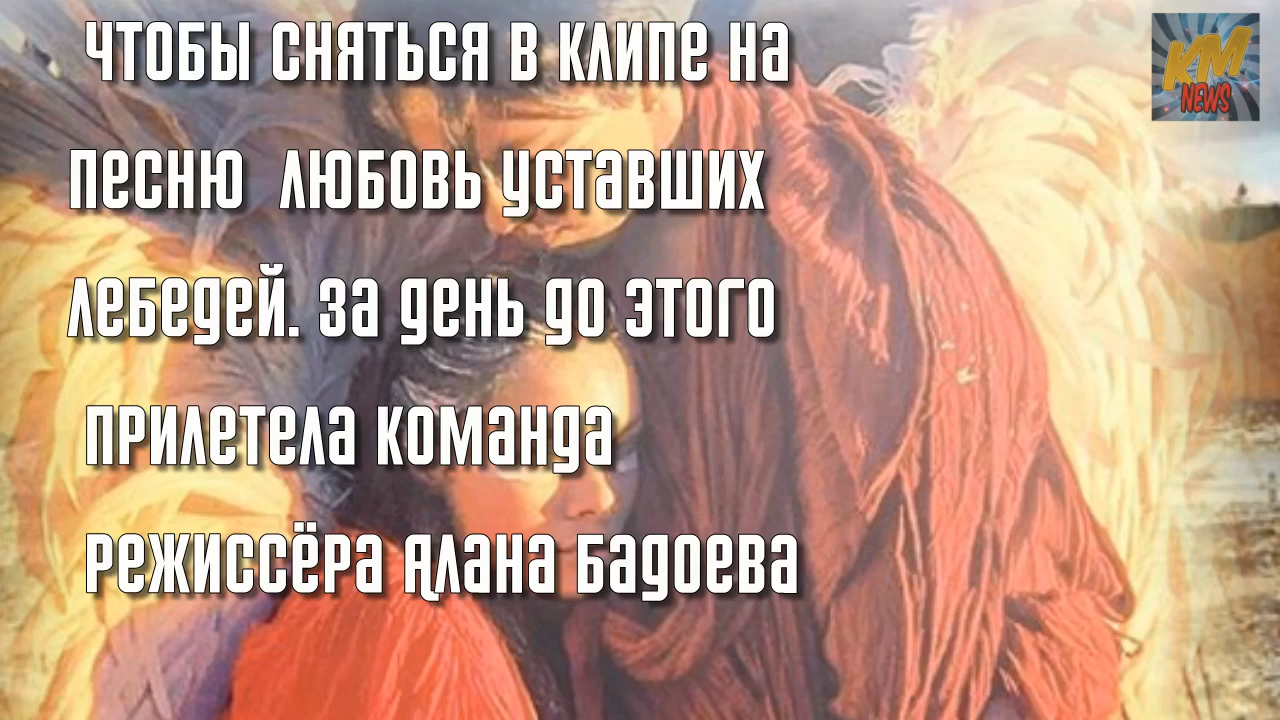 чтобы сняться в клипе на
песню любовь уставших
лебедей. за день до этого
прилетела команда
режиссёра Алана Бадоева
KM
NEWS